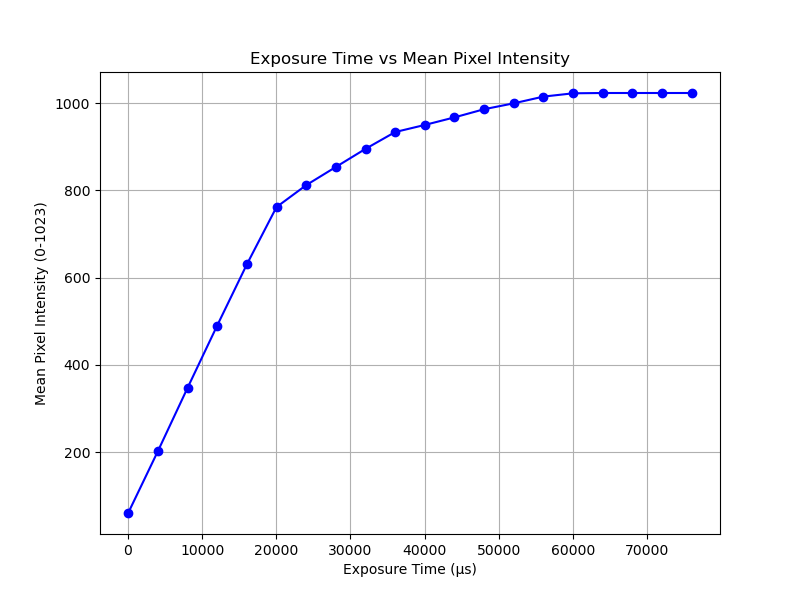 Exposure Time vs Mean Pixel Intensity
Mean Pixel Intensity (0-1023)
1000
800
600
400
200
0 10000 20000 30000 40000 50000 60000 70000
Exposure Time (μs)